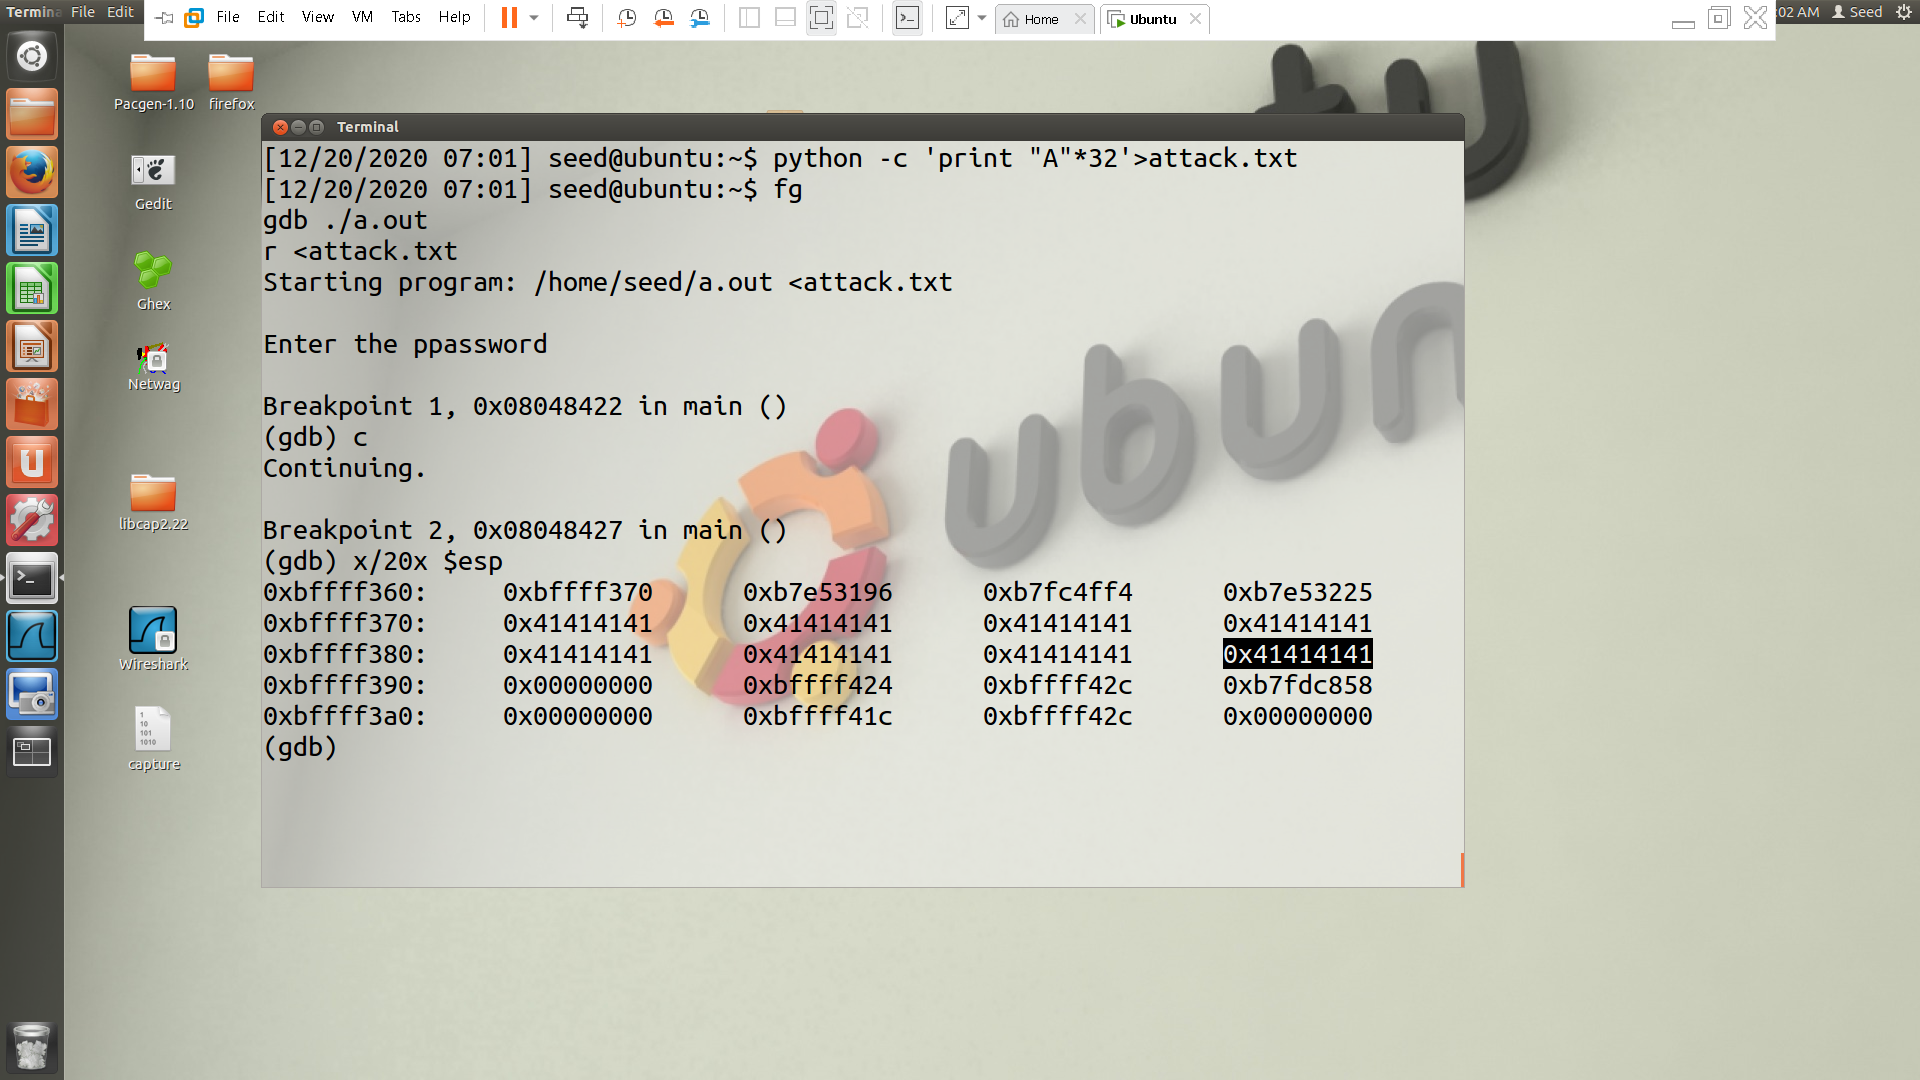 Termina File Edit
File Edit View VM Tabs Help
Home
Ubuntu
:02 AM Seed
Pacgen-1.10 firefox
Gedit
Ghex
Netwag
libcap2.22
Wireshark
1
10
101
1010
capture
Terminal
[12/20/2020 07:01] seed@ubuntu:~$ python -c 'print "A"*32'>attack.txt
[12/20/2020 07:01] seed@ubuntu:~$ fg
gdb ./a.out
r <attack.txt
Starting program: /home/seed/a.out <attack.txt
Enter the ppassword
Breakpoint 1, 0x08048422 in main ()
(gdb) c
Continuing.
Breakpoint 2, 0x08048427 in main ()
(gdb) x/20x $esp
0xbffff360: 0xbffff370 0xb7e53196 0xb7fc4ff4 0xb7e53225
0xbffff370: 0x41414141 0x41414141 0x41414141 0x41414141
0xbffff380: 0x41414141 0x41414141 0x41414141 0x41414141
0xbffff390: 0x00000000 0xbffff424 0xbffff42c 0xb7fdc858
0xbffff3a0: 0x00000000 0xbffff41c 0xbffff42c 0x00000000
(gdb)